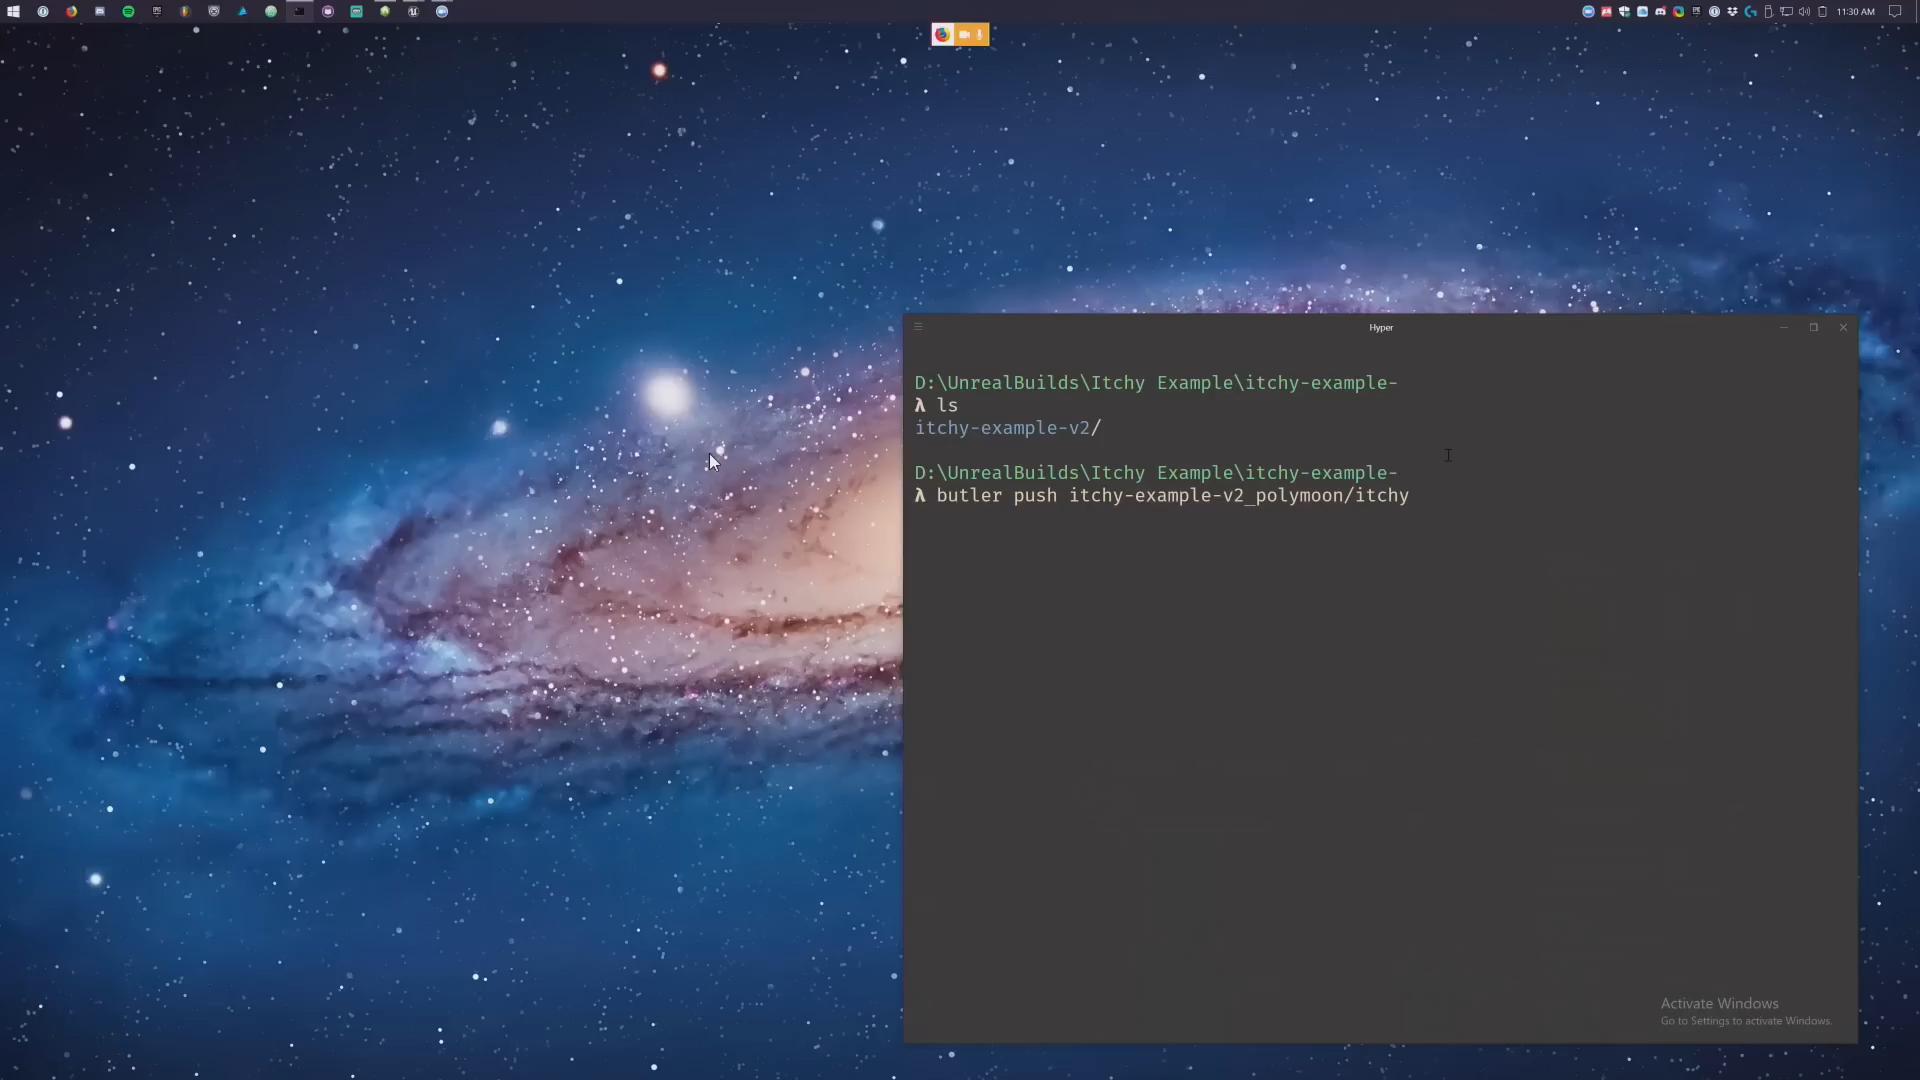 11:30 AM
Hyper
D:\UnrealBuilds\Itchy Example\itchy-example-
λ ls
itchy-example-v2/
D:\UnrealBuilds\Itchy Example\itchy-example-
λ butler push itchy-example-v2_polymoon/itchy
Activate Windows
Go to Settings to activate Windows.